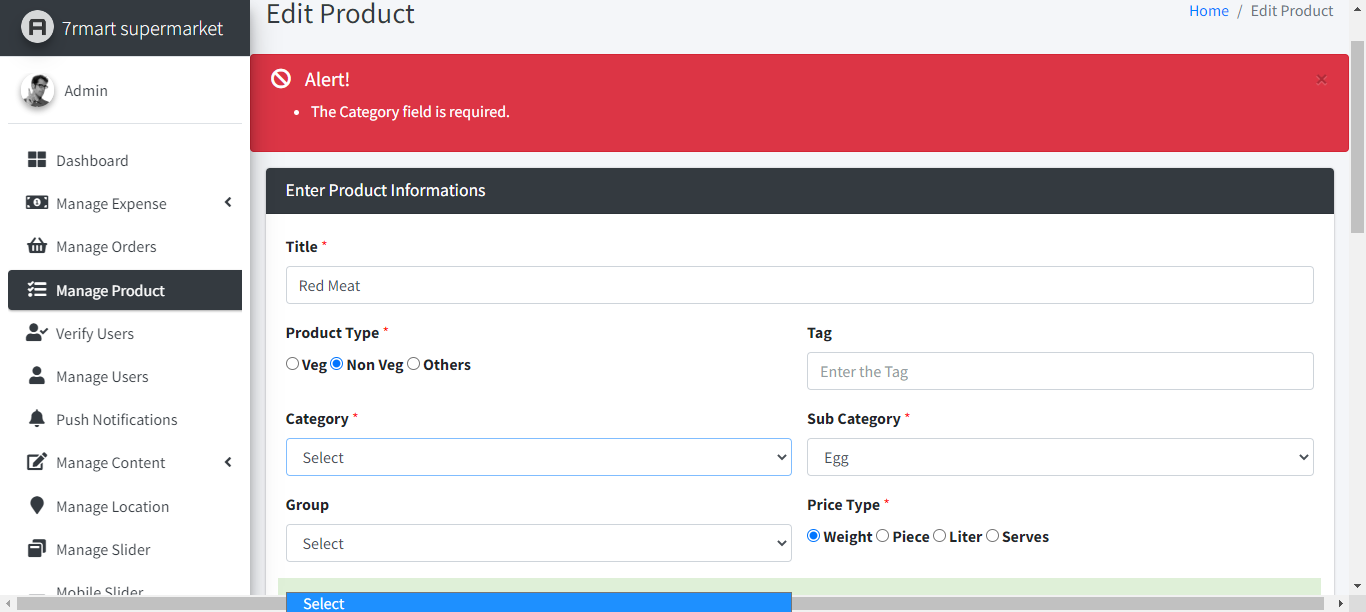 7rmart supermarket
Edit Product
Home / Edit Product
Admin
Alert!
The Category field is required.
Dashboard
Manage Expense
Manage Orders
Manage Product
Verify Users
Manage Users
Push Notifications
Manage Content
Manage Location
Manage Slider
Mobile Slider
Enter Product Informations
Title *
Red Meat
Product Type *
Veg Non Veg Others
Tag
Enter the Tag
Category *
Select
Sub Category *
Egg
Group
Select
Price Type *
Weight Piece Liter Serves
Select